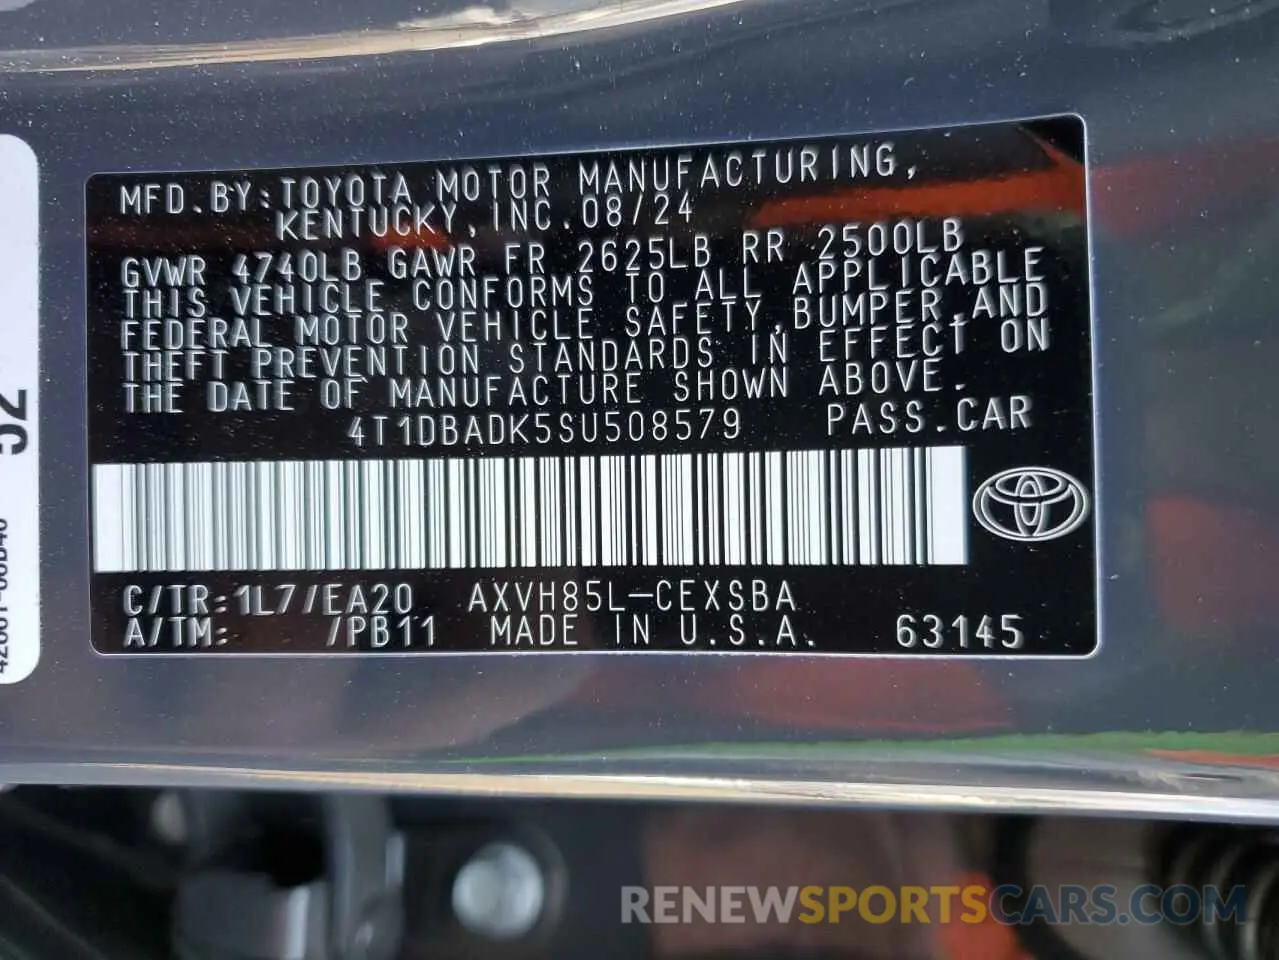 MFD.BY:TOYOTA MOTOR MANUFACTURING,
KENTUCKY,INC.08/24
GVWR 4740LB GAWR FR 2625LB RR 2500LB
THIS VEHICLE CONFORMS TO ALL APPLICABLE
FEDERAL MOTOR VEHICLE SAFETY,BUMPER,AND
THEFT PREVENTION STANDARDS IN EFFECT ON
THE DATE OF MANUFACTURE SHOWN ABOVE.
4T1DBADK5SU508579 PASS.CAR
C/TR:1L7/EA20 AXVH85L-CEXSBA
A/TM: /PB11 MADE IN U.S.A. 63145
52
RENEWSPORTSCARS.COM